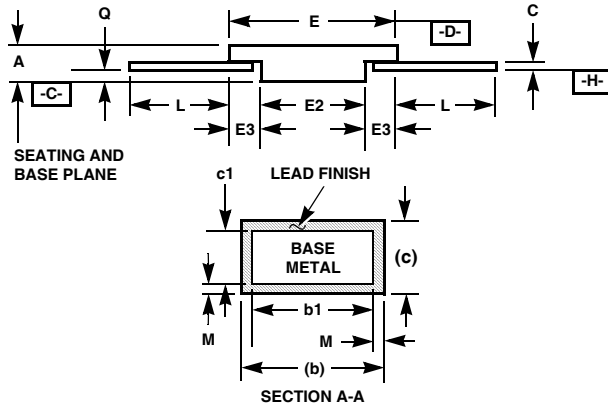 Q
E
C
-D-
A
-C-
-H-
L
E2
L
E3
E3
SEATING AND
BASE PLANE
c1
LEAD FINISH
BASE
METAL
(c)
b1
M
M
(b)
SECTION A-A